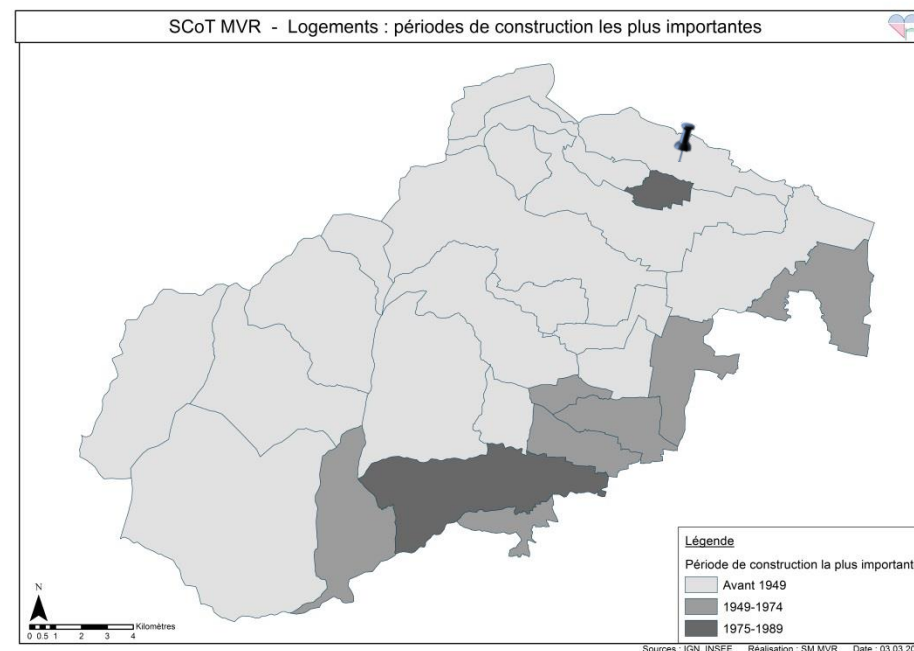 SCoT MVR - Logements : périodes de construction les plus importantes
Légende
Période de construction la plus important
Avant 1949
1949-1974
1975-1989
N
Kilomètres
0 0.5 1 2 3 4
Sources : IGN, INSEE Réalisation : SM MVR Date : 03.03.20